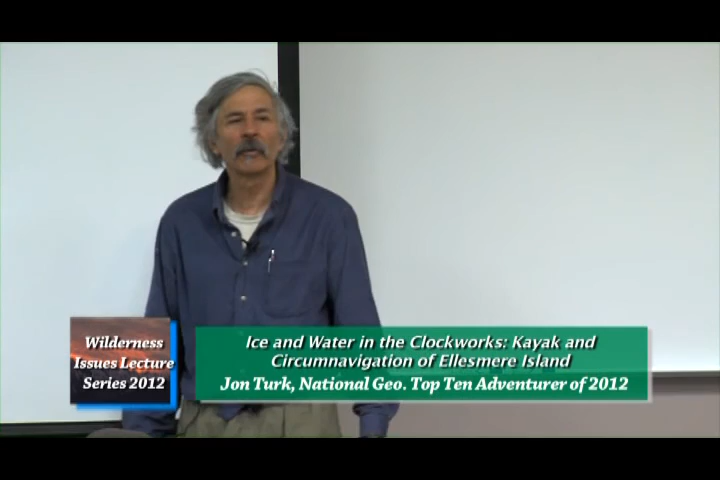 Wilderness
Issues Lecture
Series 2012
Ice and Water in the Clockworks: Kayak and
Circumnavigation of Ellesmere Island
Jon Turk, National Geo. Top Ten Adventurer of 2012